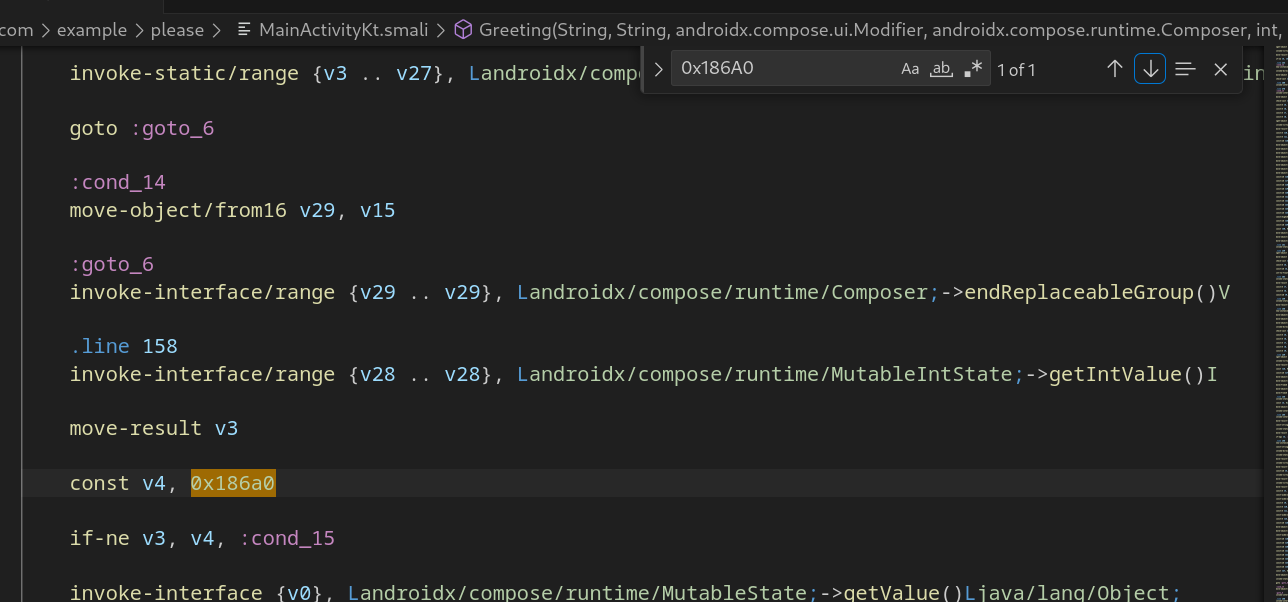 com > example > please > MainActivityKt.smali > Greeting(String, String, androidx.compose.ui.Modifier, androidx.compose.runtime.Composer, int,
0x186A0 Aa ab .* 1 of 1
invoke-static/range {v3 .. v27}, Landroidx/comp
goto :goto_6
:cond_14
move-object/from16 v29, v15
:goto_6
invoke-interface/range {v29 .. v29}, Landroidx/compose/runtime/Composer;->endReplaceableGroup()V
.line 158
invoke-interface/range {v28 .. v28}, Landroidx/compose/runtime/MutableIntState;->getIntValue()I
move-result v3
const v4, 0x186a0
if-ne v3, v4, :cond_15
invoke-interface {v0}, Landroidx/compose/runtime/MutableState;->getValue()Ljava/lang/Object;